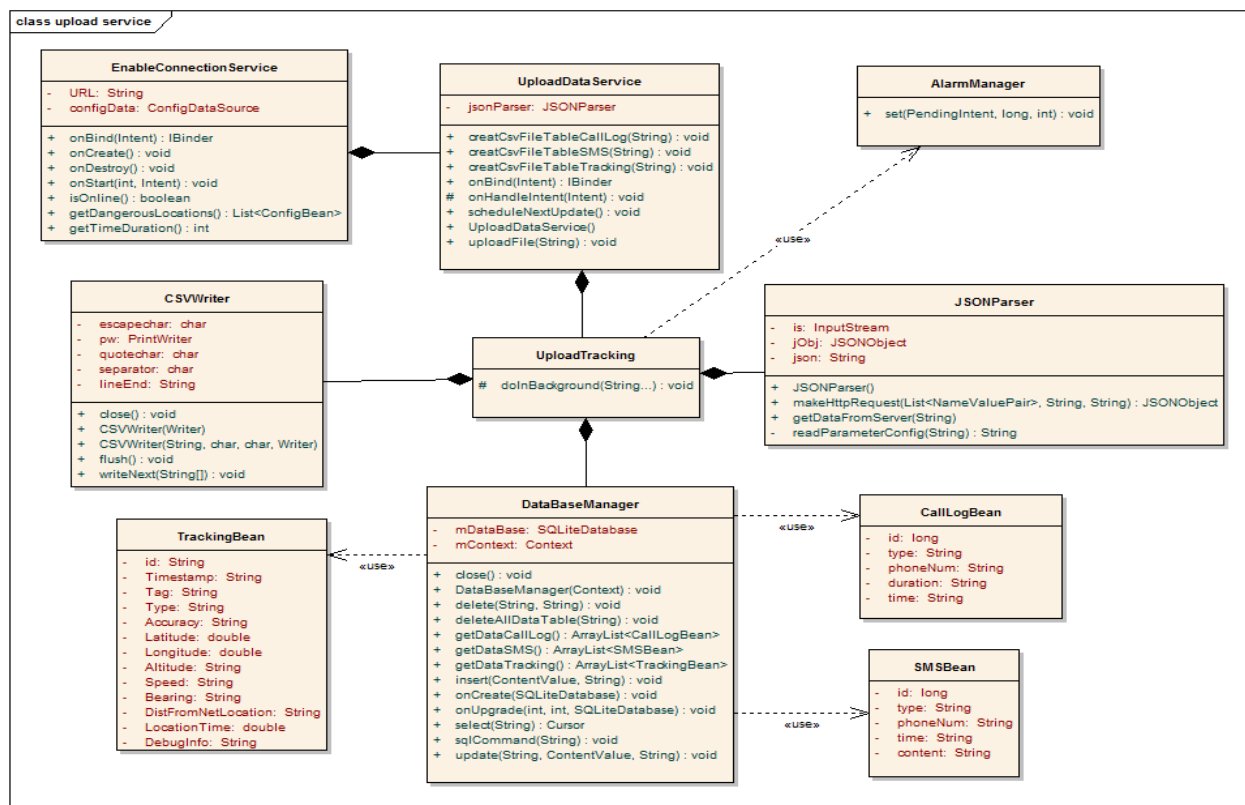 class upload service
EnableConnectionService
- URL: String
- configData: ConfigDataSource
+ onBind(Intent) : IBinder
+ onCreate() : void
+ onDestroy() : void
+ onStart(int, Intent) : void
+ isOnline() : boolean
+ getDangerousLocations() : List<ConfigBean>
+ getTimeDuration() : int
UploadDataService
- jsonParser: JSONParser
+ creatCsvFileTableCallLog(String) : void
+ creatCsvFileTableSMS(String) : void
+ creatCsvFileTableTracking(String) : void
+ onBind(Intent) : IBinder
# onHandleIntent(Intent) : void
+ scheduleNextUpdate() : void
+ UploadDataService()
+ uploadFile(String) : void
AlarmManager
+ set(PendingIntent, long, int) : void
«use»
CSVWriter
- escapechar: char
- pw: PrintWriter
- quotechar: char
- separator: char
- lineEnd: String
+ close() : void
+ CSVWriter(Writer)
+ CSVWriter(String, char, char, Writer)
+ flush() : void
+ writeNext(String[]) : void
UploadTracking
# doInBackground(String...) : void
JSONParser
- is: InputStream
- jObj: JSONObject
- json: String
+ JSONParser()
+ makeHttpRequest(List<NameValuePair>, String, String) : JSONObject
+ getDataFromServer(String)
- readParameterConfig(String) : String
TrackingBean
- id: String
- Timestamp: String
- Tag: String
- Type: String
- Accuracy: String
- Latitude: double
- Longitude: double
- Altitude: String
- Speed: String
- Bearing: String
- DistFromNetLocation: String
- LocationTime: double
- DebugInfo: String
«use»
DataBaseManager
- mDataBase: SQLiteDatabase
- mContext: Context
+ close() : void
+ DataBaseManager(Context) : void
+ delete(String, String) : void
+ deleteAllDataTable(String) : void
+ getDataCallLog() : ArrayList<CallLogBean>
+ getDataSMS() : ArrayList<SMSBean>
+ getDataTracking() : ArrayList<TrackingBean>
+ insert(ContentValue, String) : void
+ onCreate(SQLiteDatabase) : void
+ onUpgrade(int, int, SQLiteDatabase) : void
+ select(String) : Cursor
+ sqlCommand(String) : void
+ update(String, ContentValue, String) : void
«use»
CallLogBean
- id: long
- type: String
- phoneNum: String
- duration: String
- time: String
«use»
SMSBean
- id: long
- type: String
- phoneNum: String
- time: String
- content: String